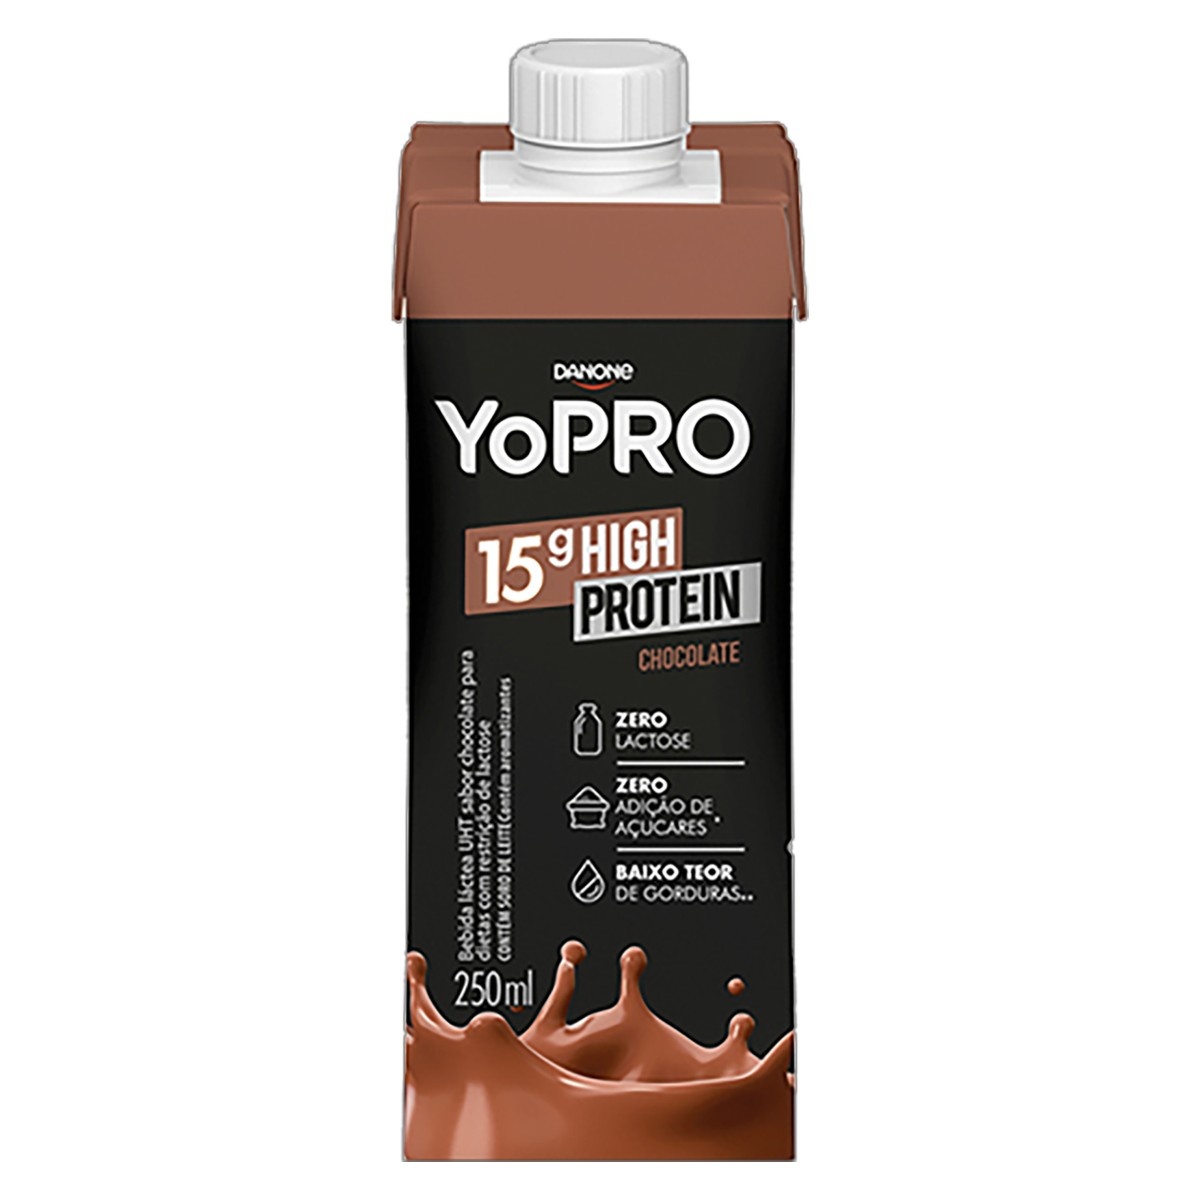 DANONE
YoPRO
15g HIGH
PROTEIN
CHOCOLATE
ZERO
LACTOSE
ZERO
ADIÇÃO DE
AÇUCARES*
BAIXO TEOR
DE GORDURAS**
Bebida láctea UHT sabor chocolate para
dietas com restrição de lactose
CONTÉM SORO DE LEITE(Contém aromatizantes
250ml